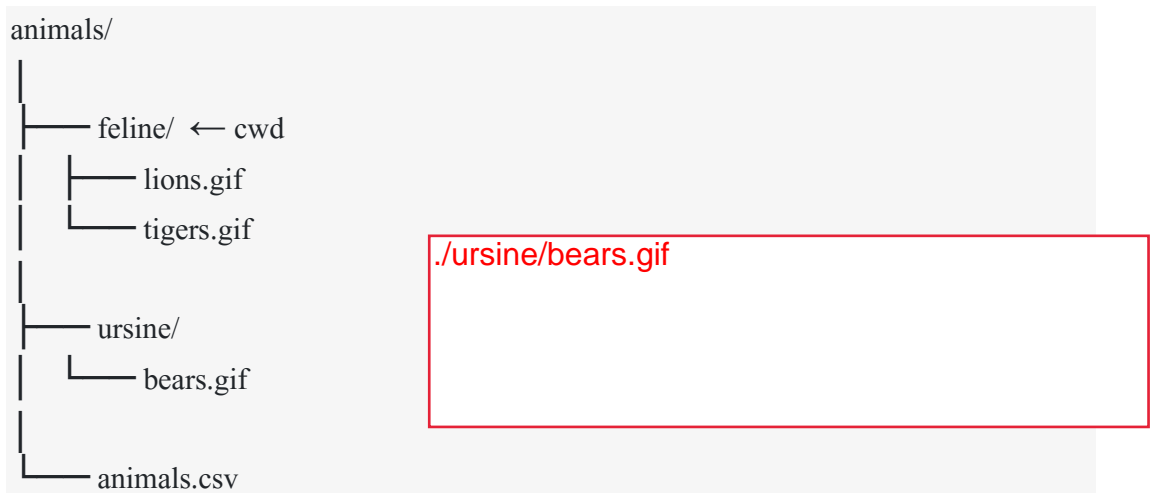 animals/
feline/ ← cwd
lions.gif
tigers.gif
./ursine/bears.gif
ursine/
bears.gif
animals.csv